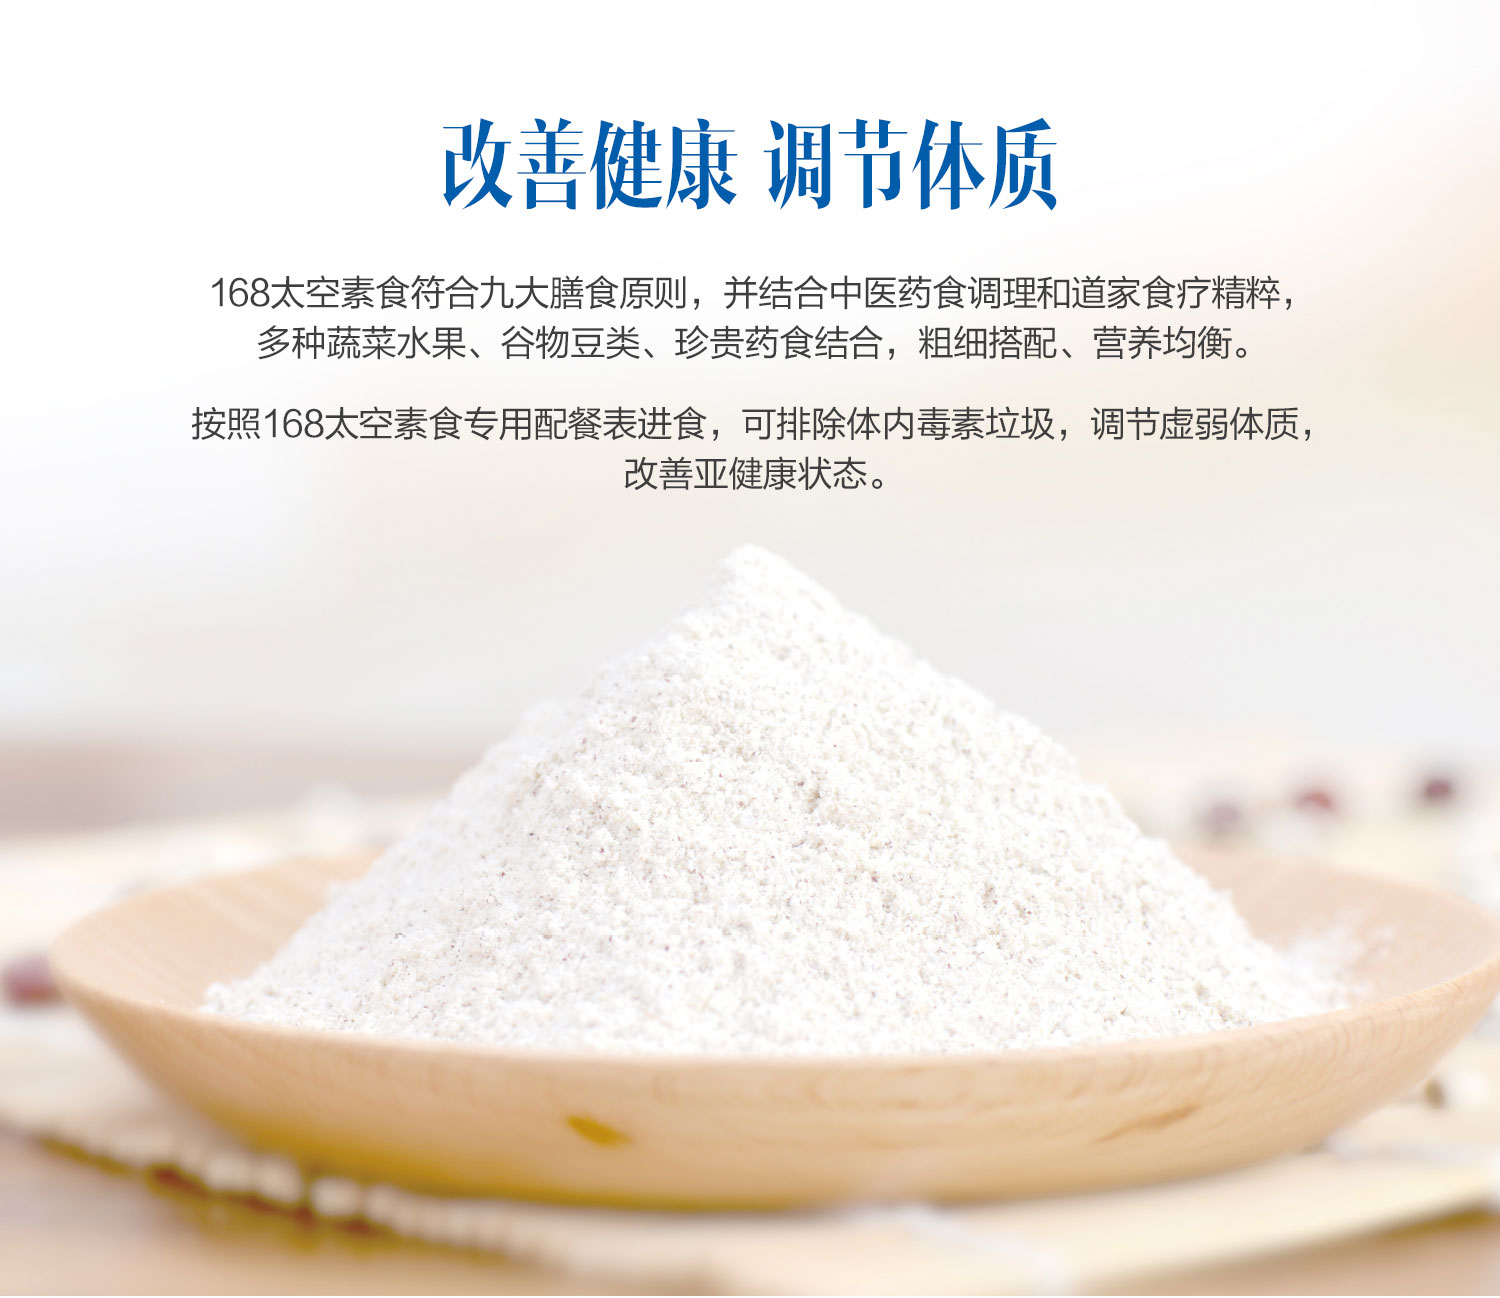 改善健康 调节体质
168太空素食符合九大膳食原则，并结合中医药食调理和道家食疗精粹，
多种蔬菜水果、谷物豆类、珍贵药食结合，粗细搭配、营养均衡。
按照168太空素食专用配餐表进食，可排除体内毒素垃圾，调节虚弱体质，
改善亚健康状态。